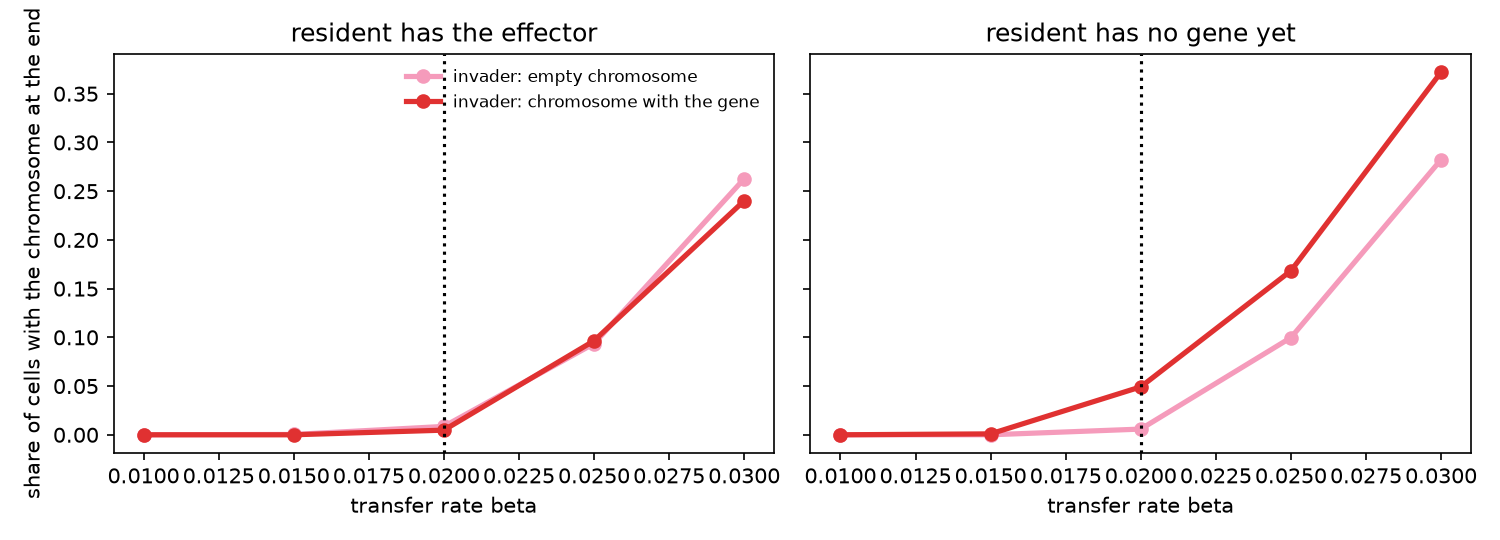 resident has the effector
resident has no gene yet
share of cells with the chromosome at the end
0.35
0.30
0.25
0.20
0.15
0.10
0.05
0.00
invader: empty chromosome
invader: chromosome with the gene
0.0100 0.0125 0.0150 0.0175 0.0200 0.0225 0.0250 0.0275 0.0300
0.0100 0.0125 0.0150 0.0175 0.0200 0.0225 0.0250 0.0275 0.0300
transfer rate beta
transfer rate beta